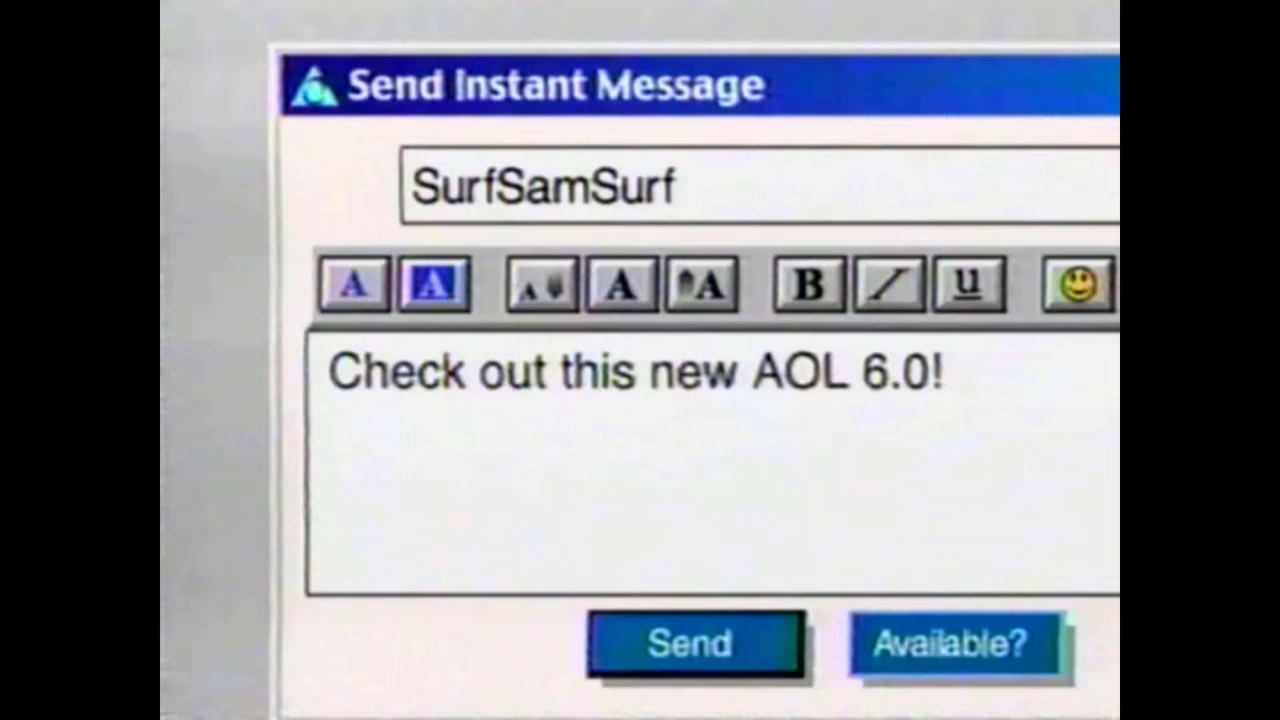 Send Instant Message
SurfSamSurf
A A A A A B / U
Check out this new AOL 6.0!
Send Available?